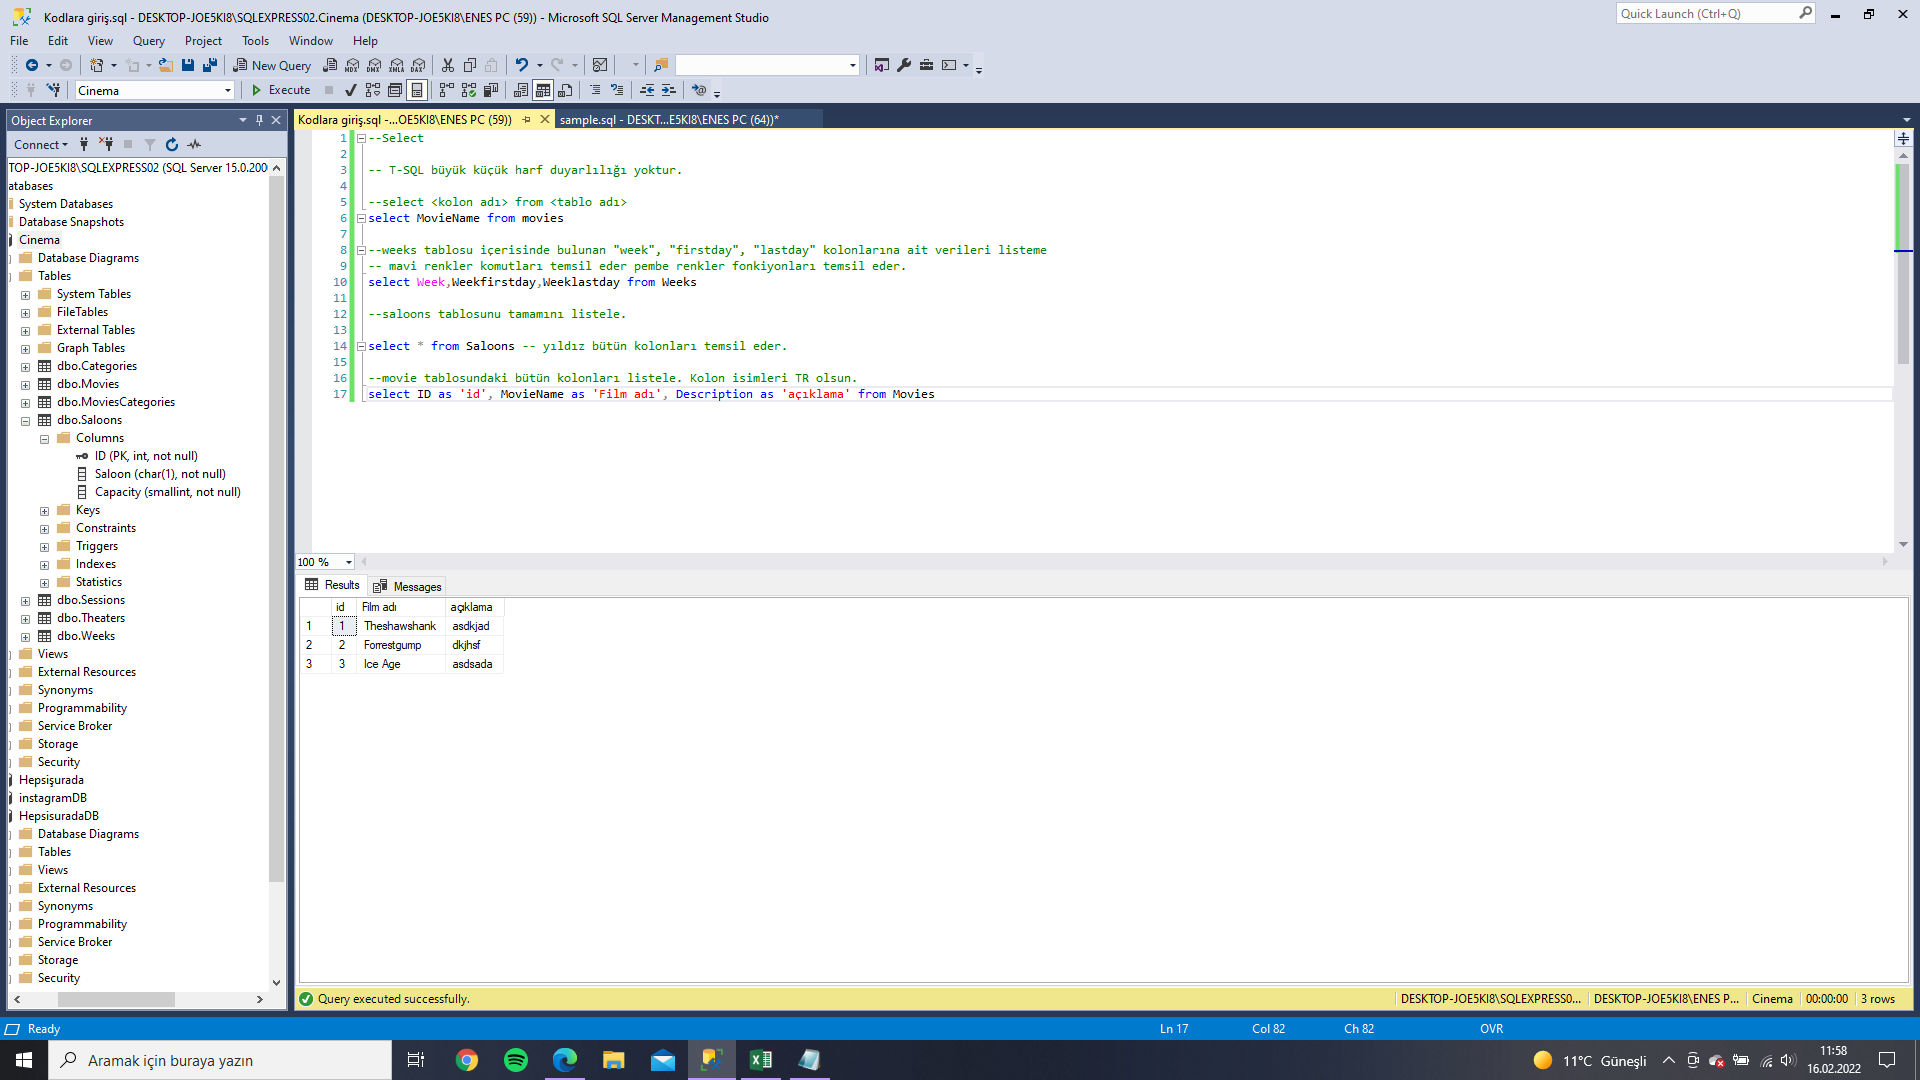 Kodlara giriş.sql - DESKTOP-JOE5KI8\SQLEXPRESS02.Cinema (DESKTOP-JOE5KI8\ENES PC (59)) - Microsoft SQL Server Management Studio
Quick Launch (Ctrl+Q)
File Edit View Query Project Tools Window Help
New Query
MDX DMX XMLA DAX
Cinema
Execute
Object Explorer
Kodlara giriş.sql -...OE5KI8\ENES PC (59))
sample.sql - DESKT...E5KI8\ENES PC (64))*
Connect
TOP-JOE5KI8\SQLEXPRESS02 (SQL Server 15.0.200
atabases
System Databases
Database Snapshots
Cinema
Database Diagrams
Tables
System Tables
FileTables
External Tables
Graph Tables
dbo.Categories
dbo.Movies
dbo.MoviesCategories
dbo.Saloons
Columns
ID (PK, int, not null)
Saloon (char(1), not null)
Capacity (smallint, not null)
Keys
Constraints
Triggers
Indexes
Statistics
dbo.Sessions
dbo.Theaters
dbo.Weeks
Views
External Resources
Synonyms
Programmability
Service Broker
Storage
Security
Hepsişurada
instagramDB
HepsisuradaDB
Database Diagrams
Tables
Views
External Resources
Synonyms
Programmability
Service Broker
Storage
Security
1 --Select
2
3 -- T-SQL büyük küçük harf duyarlılığı yoktur.
4
5 --select <kolon adı> from <tablo adı>
6 select MovieName from movies
7
8 --weeks tablosu içerisinde bulunan "week", "firstday", "lastday" kolonlarına ait verileri listeme
9 -- mavi renkler komutları temsil eder pembe renkler fonkiyonları temsil eder.
10 select Week,Weekfirstday,Weeklastday from Weeks
11
12 --saloons tablosunu tamamını listele.
13
14 select * from Saloons -- yıldız bütün kolonları temsil eder.
15
16 --movie tablosundaki bütün kolonları listele. Kolon isimleri TR olsun.
17 select ID as 'id', MovieName as 'Film adı', Description as 'açıklama' from Movies
100 %
Results Messages
id Film adı açıklama
1 1 Theshawshank asdkjad
2 2 Forrestgump dkjhsf
3 3 Ice Age asdsada
Query executed successfully.
DESKTOP-JOE5KI8\SQLEXPRESS0... DESKTOP-JOE5KI8\ENES P... Cinema 00:00:00 3 rows
Ready
Ln 17 Col 82 Ch 82 OVR
Aramak için buraya yazın
11°C Güneşli
11:58
16.02.2022